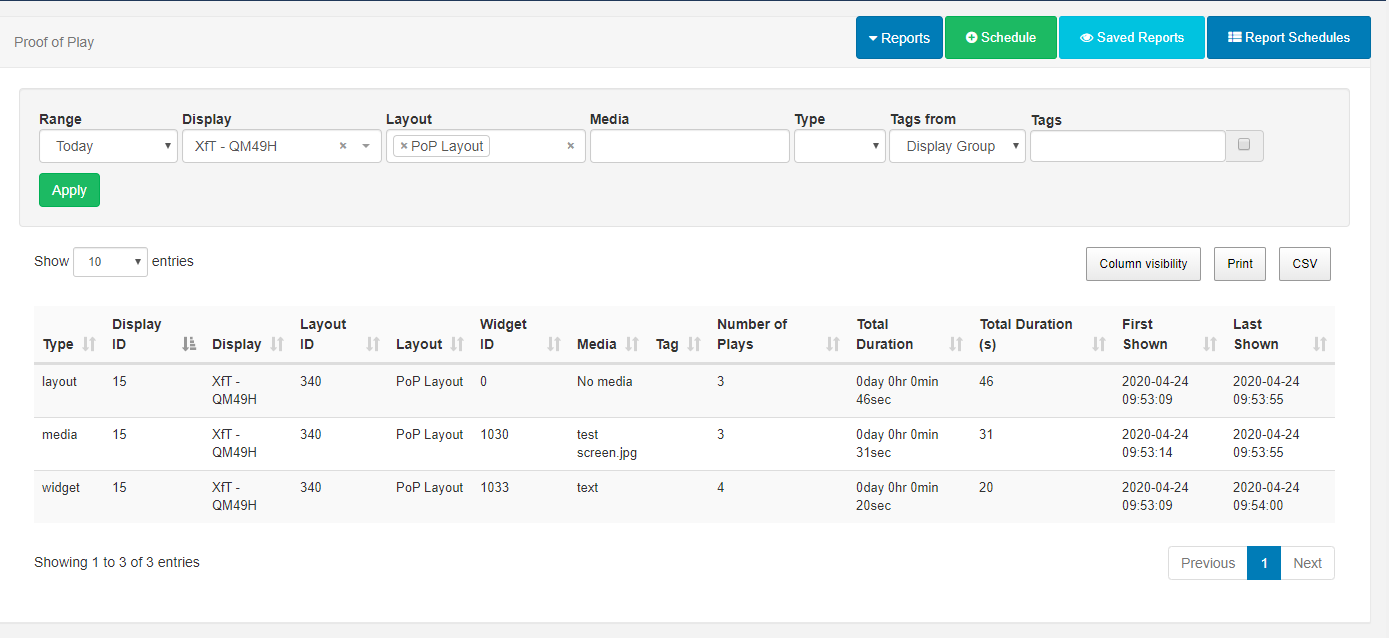 Proof of Play
Reports
Schedule
Saved Reports
Report Schedules
Range
Display
Layout
Media
Type
Tags from
Tags
Today
XfT - QM49H
× PoP Layout
Display Group
Apply
Show 10 entries
Column visibility
Print
CSV
Type
Display
ID
Display
Layout
ID
Layout
Widget
ID
Media
Tag
Number of
Plays
Total
Duration
Total Duration
(s)
First
Shown
Last
Shown
layout
15
XfT -
QM49H
340
PoP Layout
0
No media
3
0day 0hr 0min
46sec
46
2020-04-24
09:53:09
2020-04-24
09:53:55
media
15
XfT -
QM49H
340
PoP Layout
1030
test
screen.jpg
3
0day 0hr 0min
31sec
31
2020-04-24
09:53:14
2020-04-24
09:53:55
widget
15
XfT -
QM49H
340
PoP Layout
1033
text
4
0day 0hr 0min
20sec
20
2020-04-24
09:53:09
2020-04-24
09:54:00
Showing 1 to 3 of 3 entries
Previous
1
Next